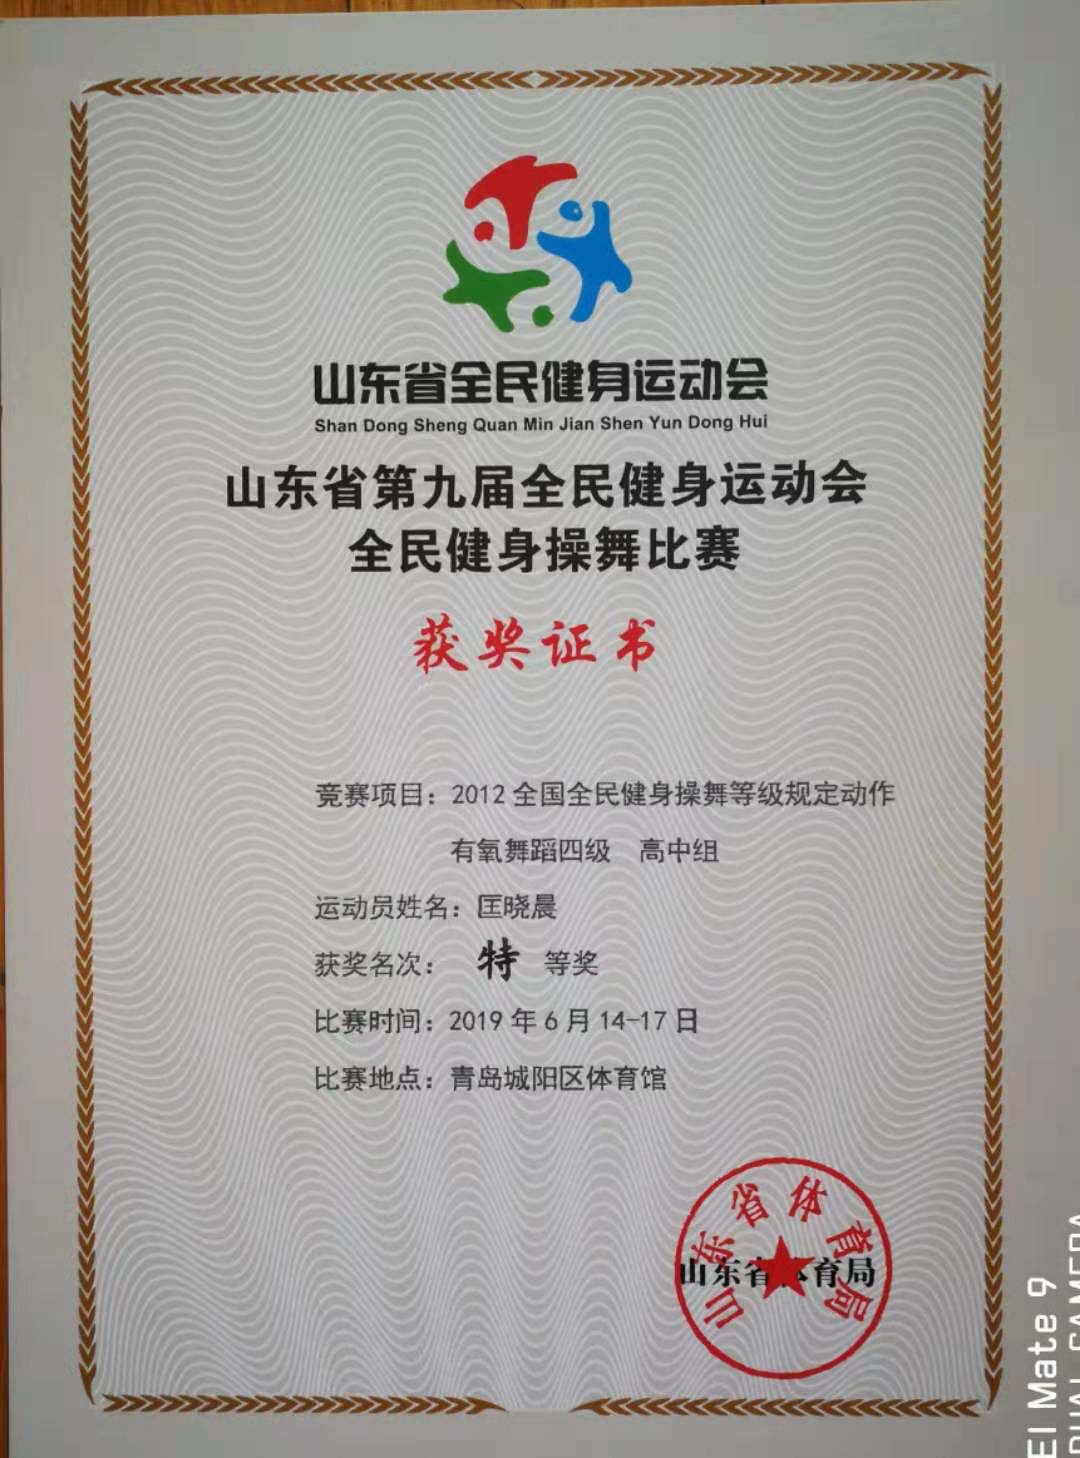 山东省全民健身运动会
Shan Dong Sheng Quan Min Jian Shen Yun Dong Hui
山东省第九届全民健身运动会
全民健身操舞比赛
获奖证书
竞赛项目：2012 全国全民健身操舞等级规定动作
有氧舞蹈四级 高中组
运动员姓名：匡晓晨
获奖名次： 特 等奖
比赛时间：2019 年 6 月 14-17 日
比赛地点：青岛城阳区体育馆
山东省体育局
山东省体育局
EI Mate 9
DUAL CAMERA